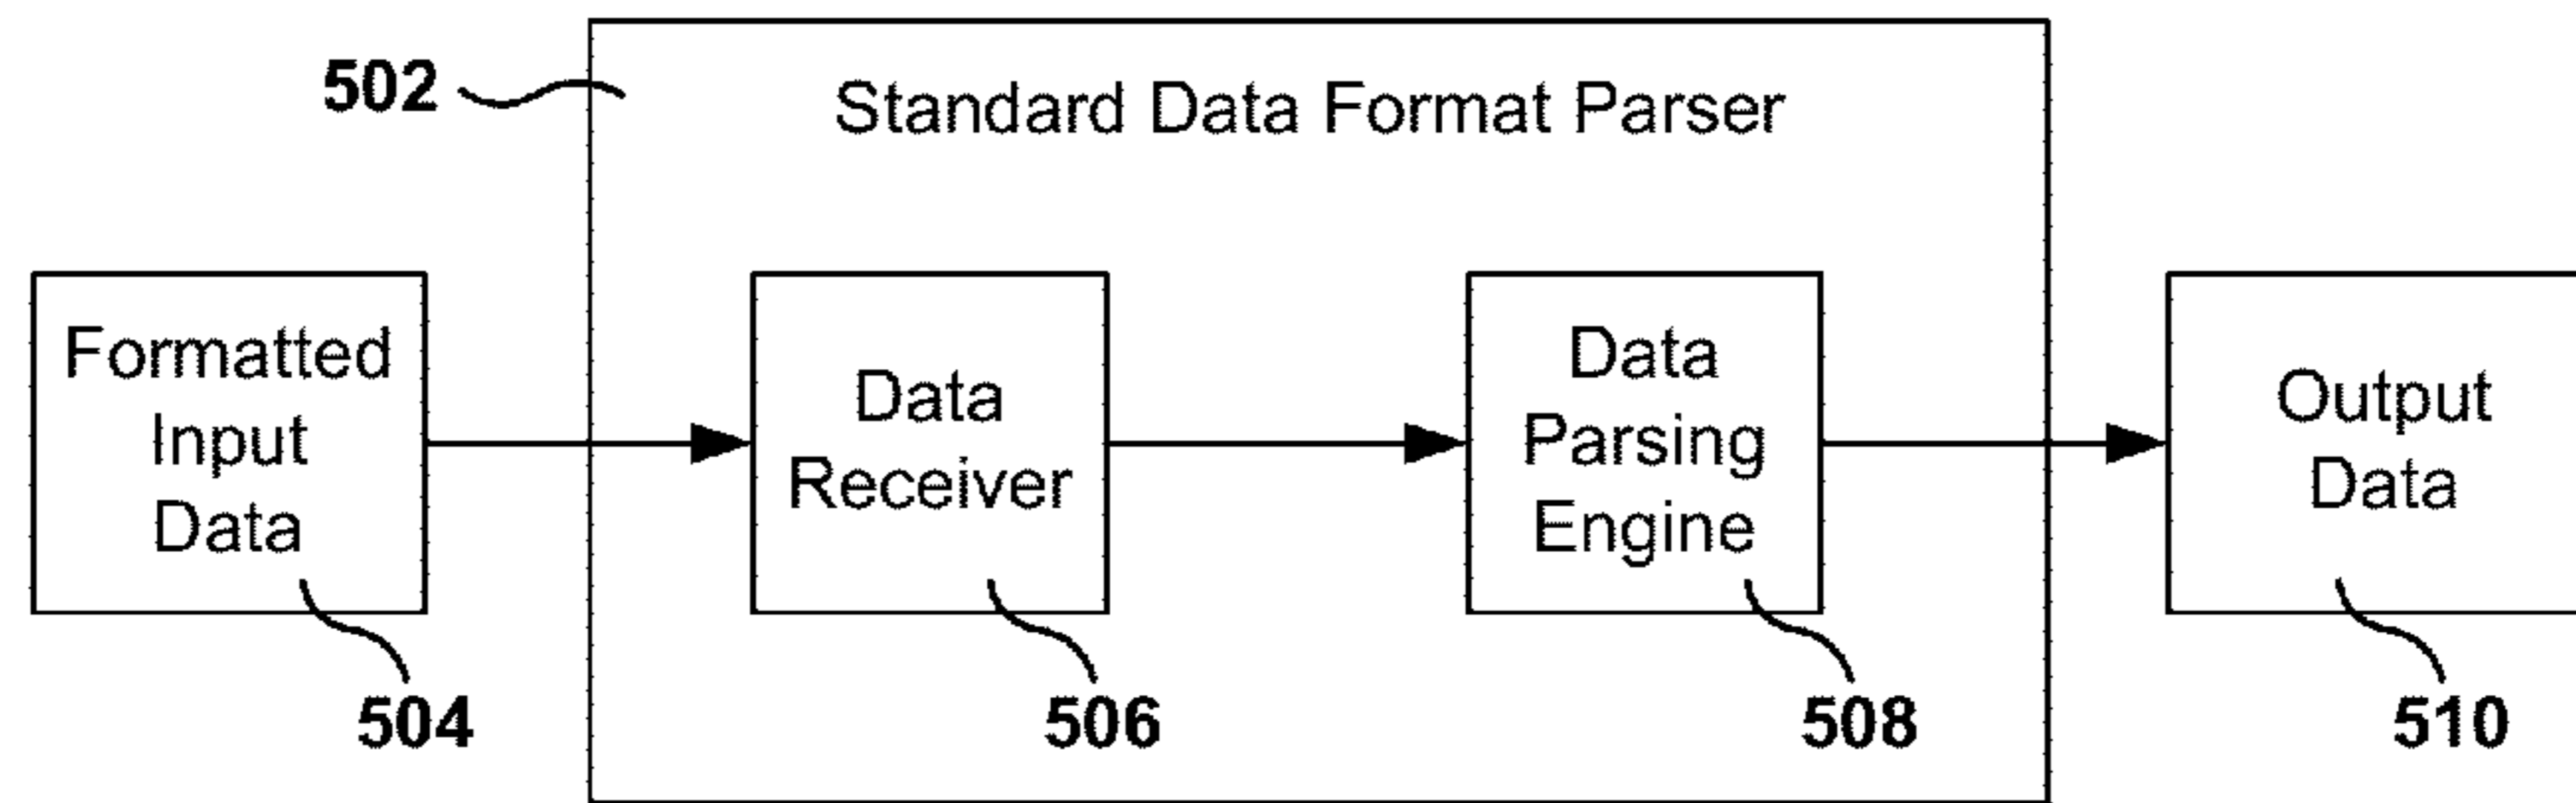 502
Standard Data Format Parser
Formatted
Input
Data
504
Data
Receiver
506
Data
Parsing
Engine
508
Output
Data
510